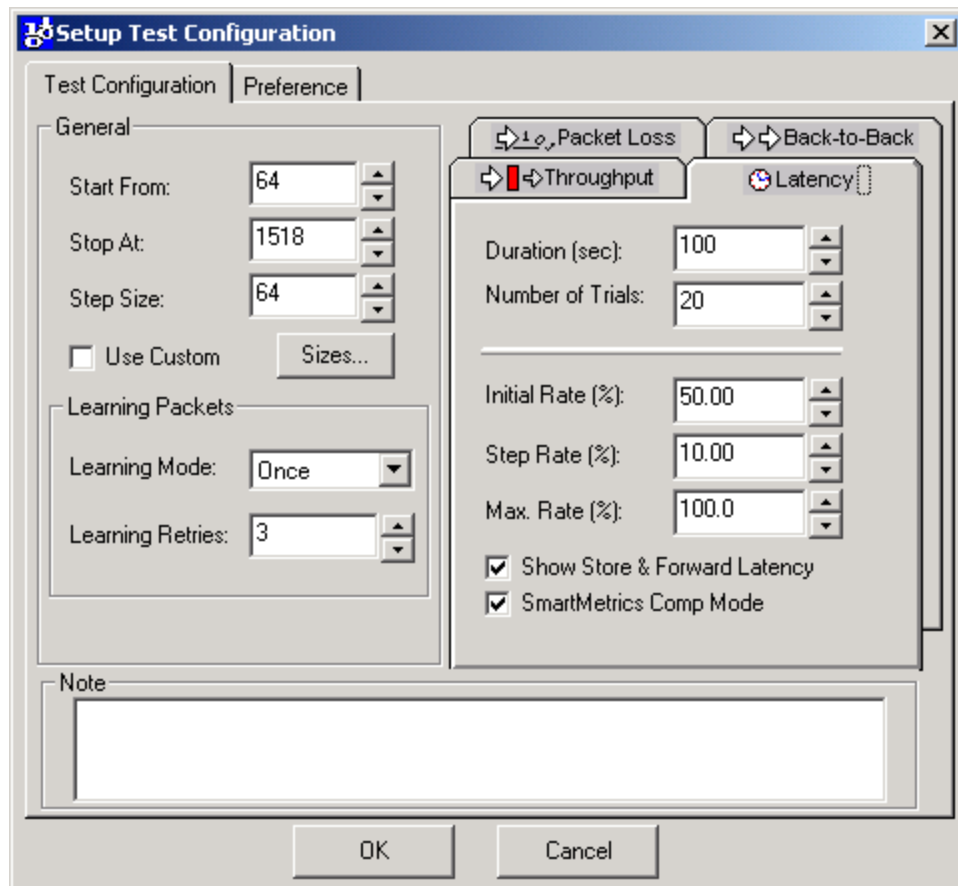 Setup Test Configuration
Test Configuration
Preference
General
Start From: 64
Stop At: 1518
Step Size: 64
Use Custom
Sizes...
Learning Packets
Learning Mode: Once
Learning Retries: 3
Packet Loss
Back-to-Back
Throughput
Latency
Duration (sec): 100
Number of Trials: 20
Initial Rate (%): 50.00
Step Rate (%): 10.00
Max. Rate (%): 100.0
Show Store & Forward Latency
SmartMetrics Comp Mode
Note
OK
Cancel